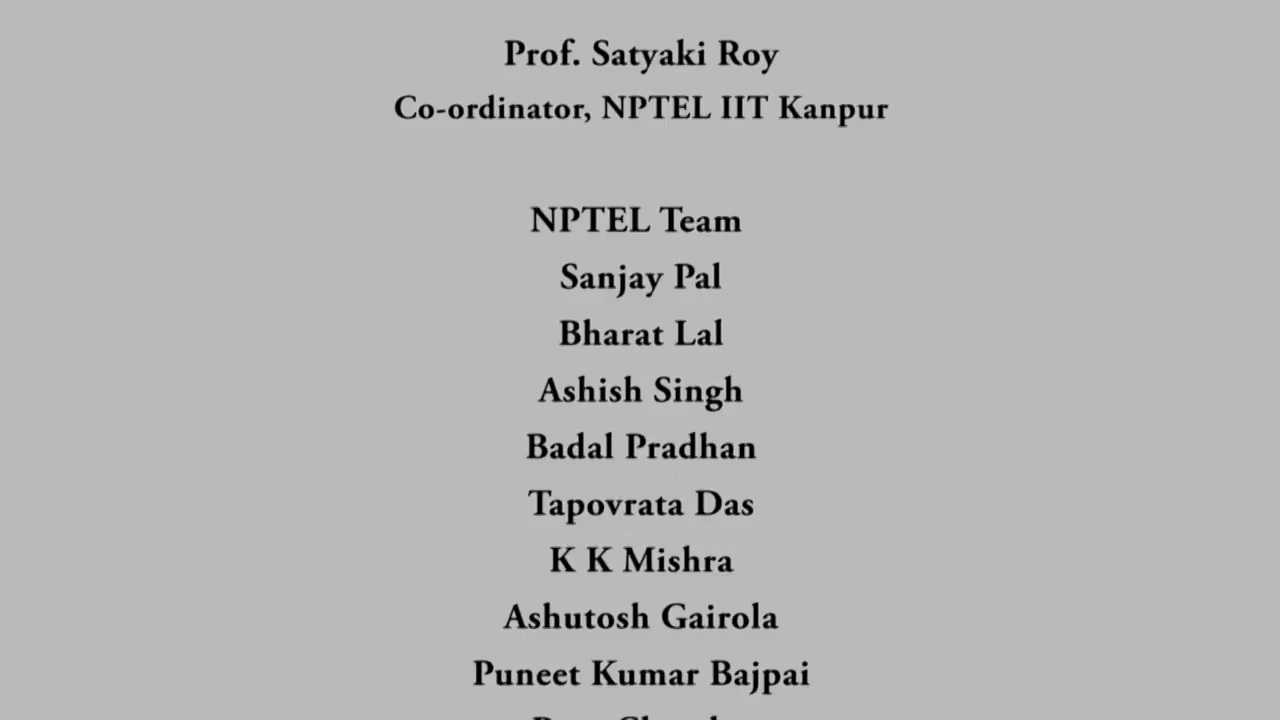 Prof. Satyaki Roy
Co-ordinator, NPTEL IIT Kanpur
NPTEL Team
Sanjay Pal
Bharat Lal
Ashish Singh
Badal Pradhan
Tapovrata Das
K K Mishra
Ashutosh Gairola
Puneet Kumar Bajpai